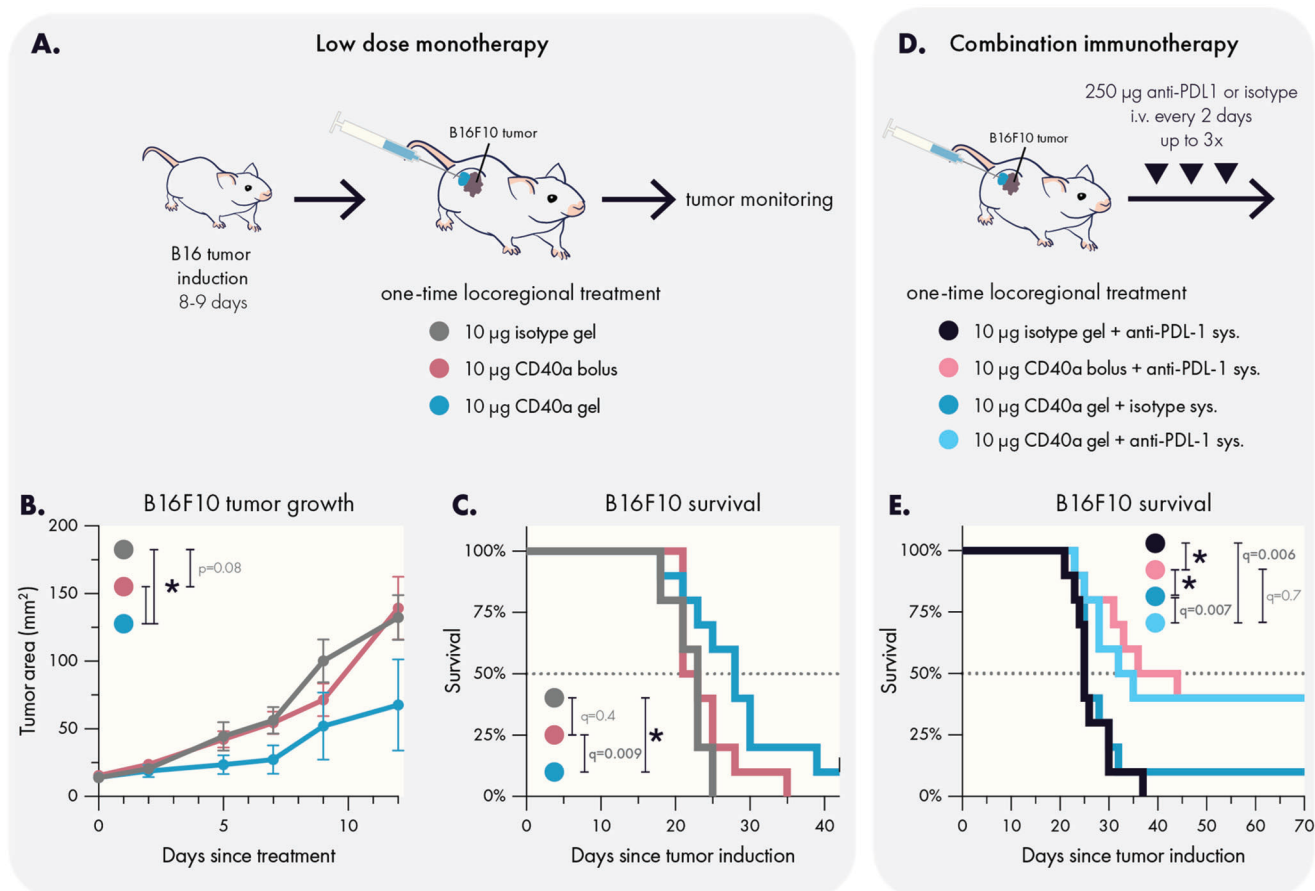 A.
Low dose monotherapy
B16F10 tumor
B16 tumor
induction
8-9 days
tumor monitoring
one-time locoregional treatment
10 µg isotype gel
10 µg CD40a bolus
10 µg CD40a gel
D.
Combination immunotherapy
250 µg anti-PDL1 or isotype
i.v. every 2 days
up to 3x
B16F10 tumor
one-time locoregional treatment
10 µg isotype gel + anti-PDL-1 sys.
10 µg CD40a bolus + anti-PDL-1 sys.
10 µg CD40a gel + isotype sys.
10 µg CD40a gel + anti-PDL-1 sys.
B.
B16F10 tumor growth
Tumor area (mm²)
200
150
100
50
0
p=0.08
*
0 5 10
Days since treatment
C.
B16F10 survival
Survival
100%
75%
50%
25%
0%
q=0.4
q=0.009
*
0 10 20 30 40
Days since tumor induction
E.
B16F10 survival
Survival
100%
75%
50%
25%
0%
*
*
q=0.006
q=0.007
q=0.7
0 10 20 30 40 50 60 70
Days since tumor induction